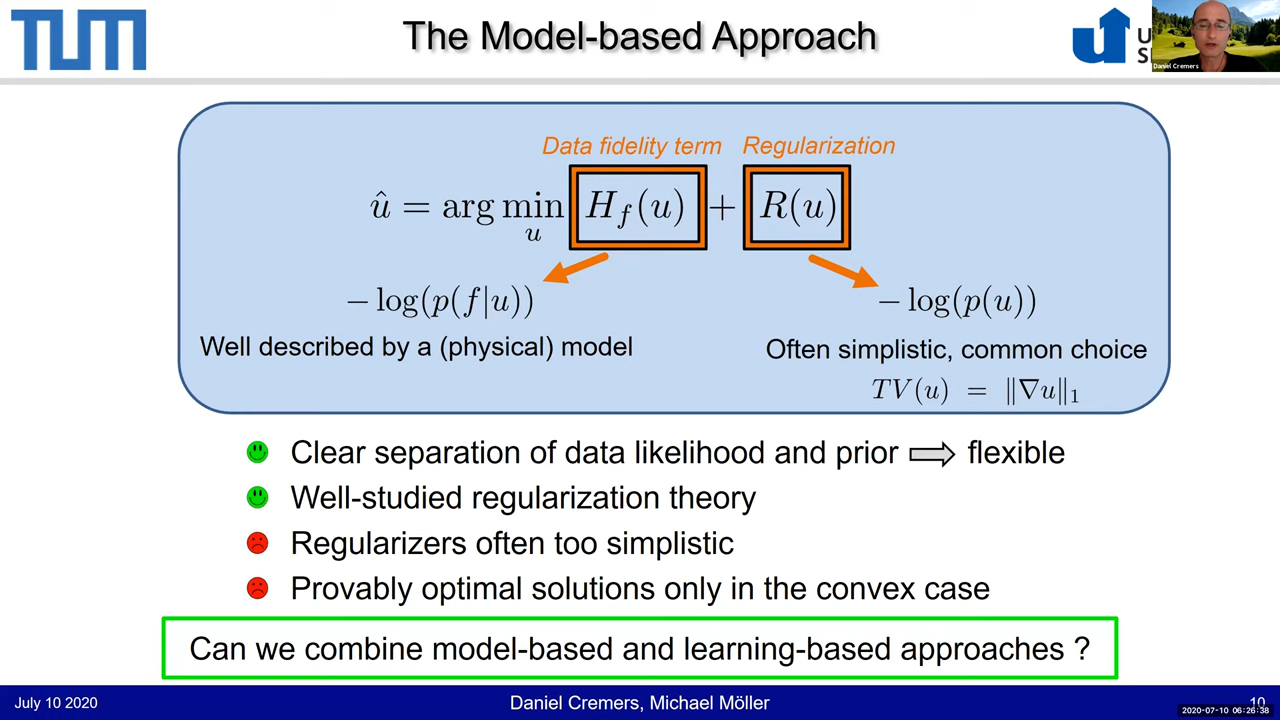 TUM
The Model-based Approach
U
Daniel Cremers
Data fidelity term
Regularization
û = arg min_u H_f(u) + R(u)
− log(p(f|u))
− log(p(u))
Well described by a (physical) model
Often simplistic, common choice
TV(u) = ‖∇u‖₁
Clear separation of data likelihood and prior ⇒ flexible
Well-studied regularization theory
Regularizers often too simplistic
Provably optimal solutions only in the convex case
Can we combine model-based and learning-based approaches ?
July 10 2020
Daniel Cremers, Michael Möller
10
2020-07-10 06:26:38